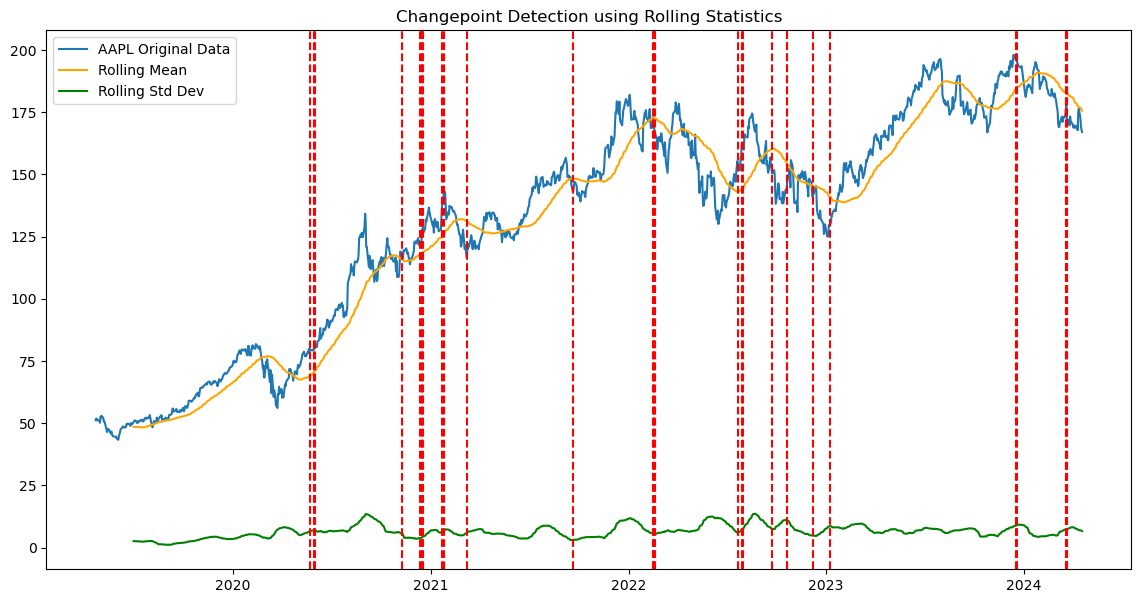 Changepoint Detection using Rolling Statistics
AAPL Original Data
Rolling Mean
Rolling Std Dev
200
175
150
125
100
75
50
25
0
2020 2021 2022 2023 2024